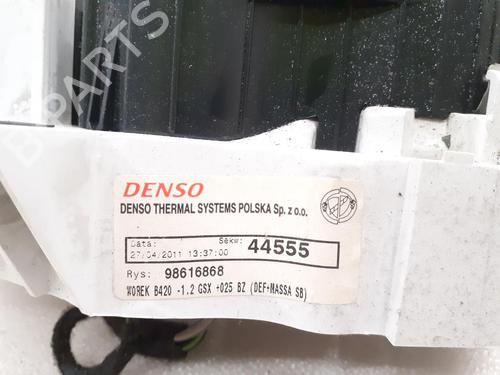 B PARTS
DENSO
DENSO THERMAL SYSTEMS POLSKA Sp. z o.o.
Data: Sekw:
27/04/2011 13:37:00 44555
Rys: 98616868
WOREK B420 -1.2 GSX +025 BZ (DEF+MASSA SB)